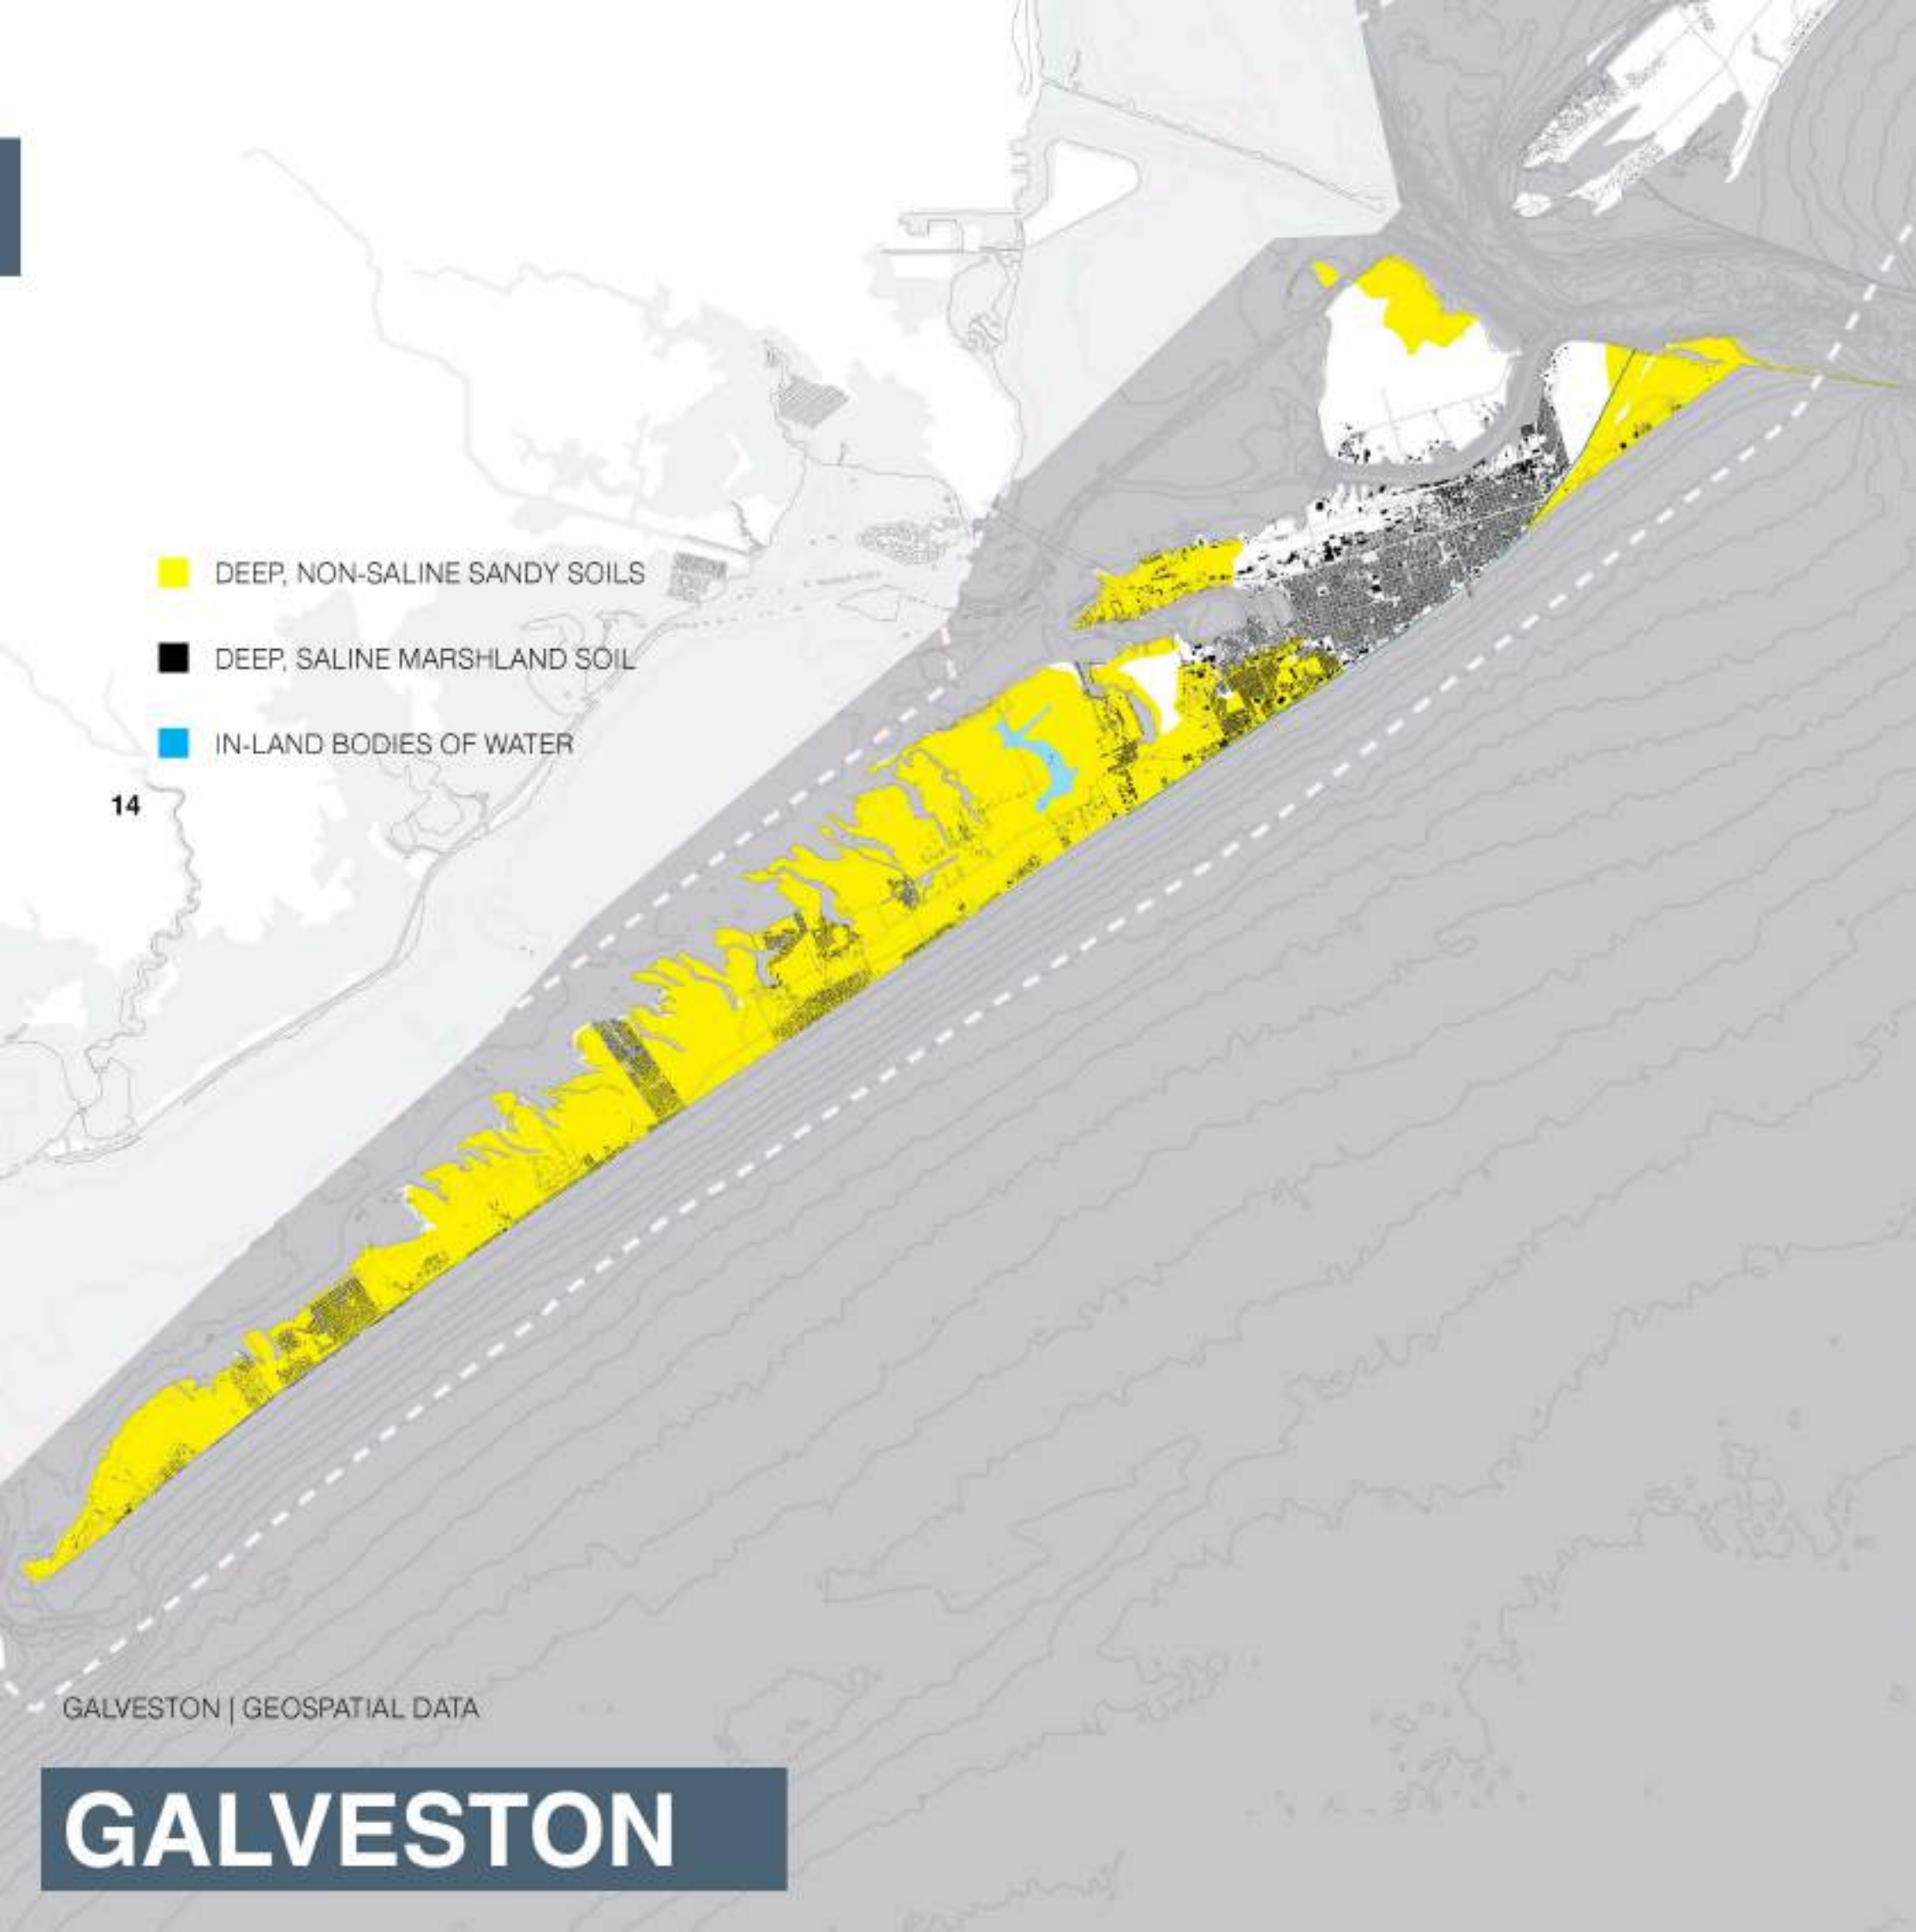 DEEP, NON-SALINE SANDY SOILS
DEEP, SALINE MARSHLAND SOIL
IN-LAND BODIES OF WATER
14
GALVESTON | GEOSPATIAL DATA
GALVESTON